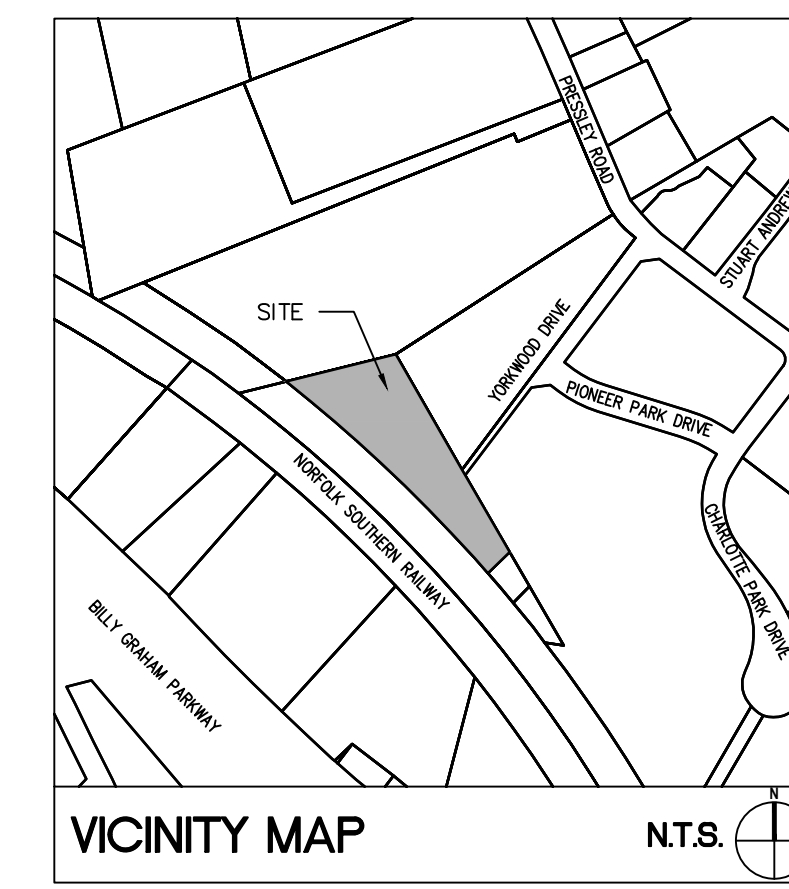 PRESSLEY ROAD
STUART
SITE
YORKWOOD DRIVE
PIONEER PARK DRIVE
NORFOLK SOUTHERN RAILWAY
CHARLOTTE PARK DRIVE
BILLY GRAHAM PARKWAY
VICINITY MAP
N.T.S.
N